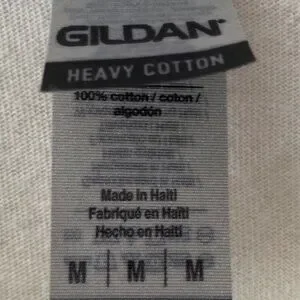 GILDAN®
HEAVY COTTON
100% cotton / coton /
algodón
Made in Haiti
Fabriqué en Haïti
Hecho en Haití
M | M | M